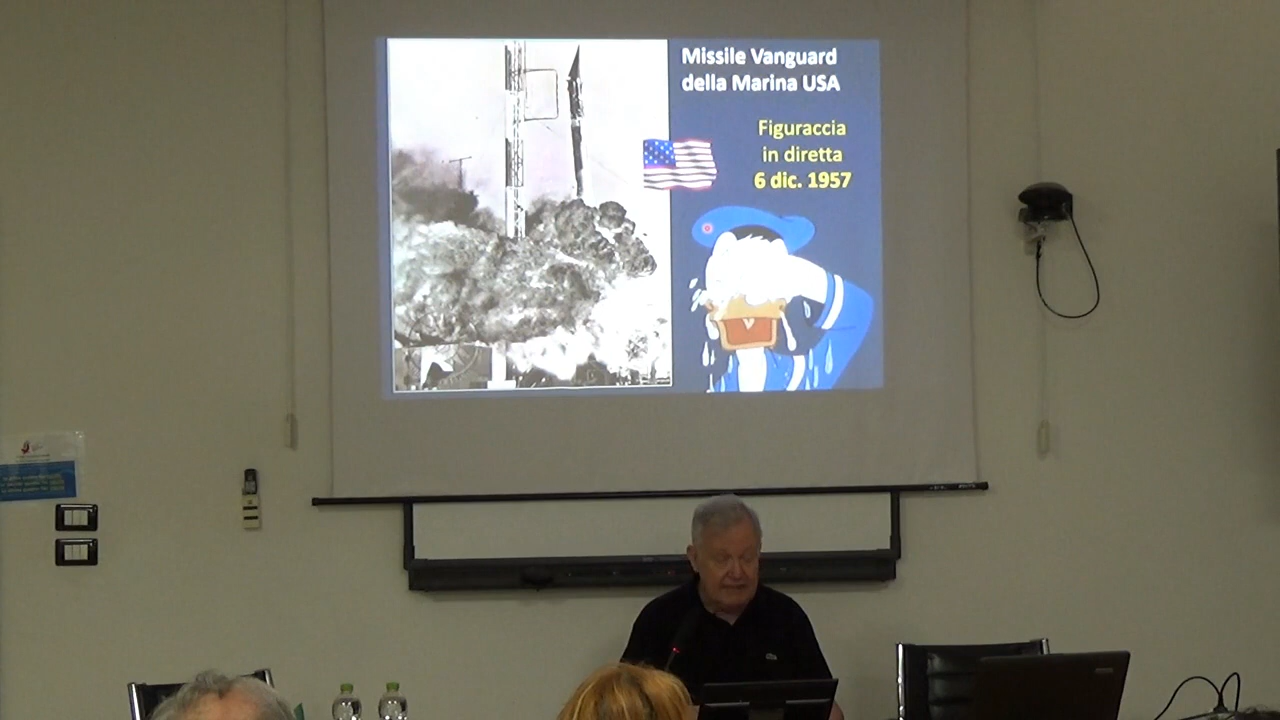 Missile Vanguard
della Marina USA
Figuraccia
in diretta
6 dic. 1957